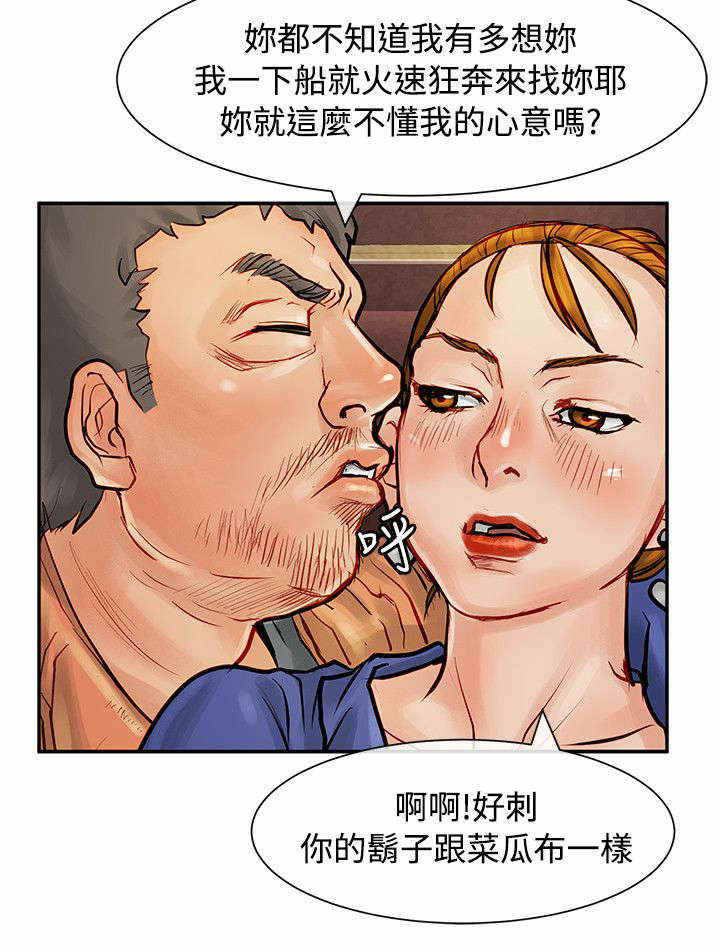 妳都不知道我有多想妳
我一下船就火速狂奔來找妳耶
妳就這麼不懂我的心意嗎?
呼
啊啊!好刺
你的鬍子跟菜瓜布一樣